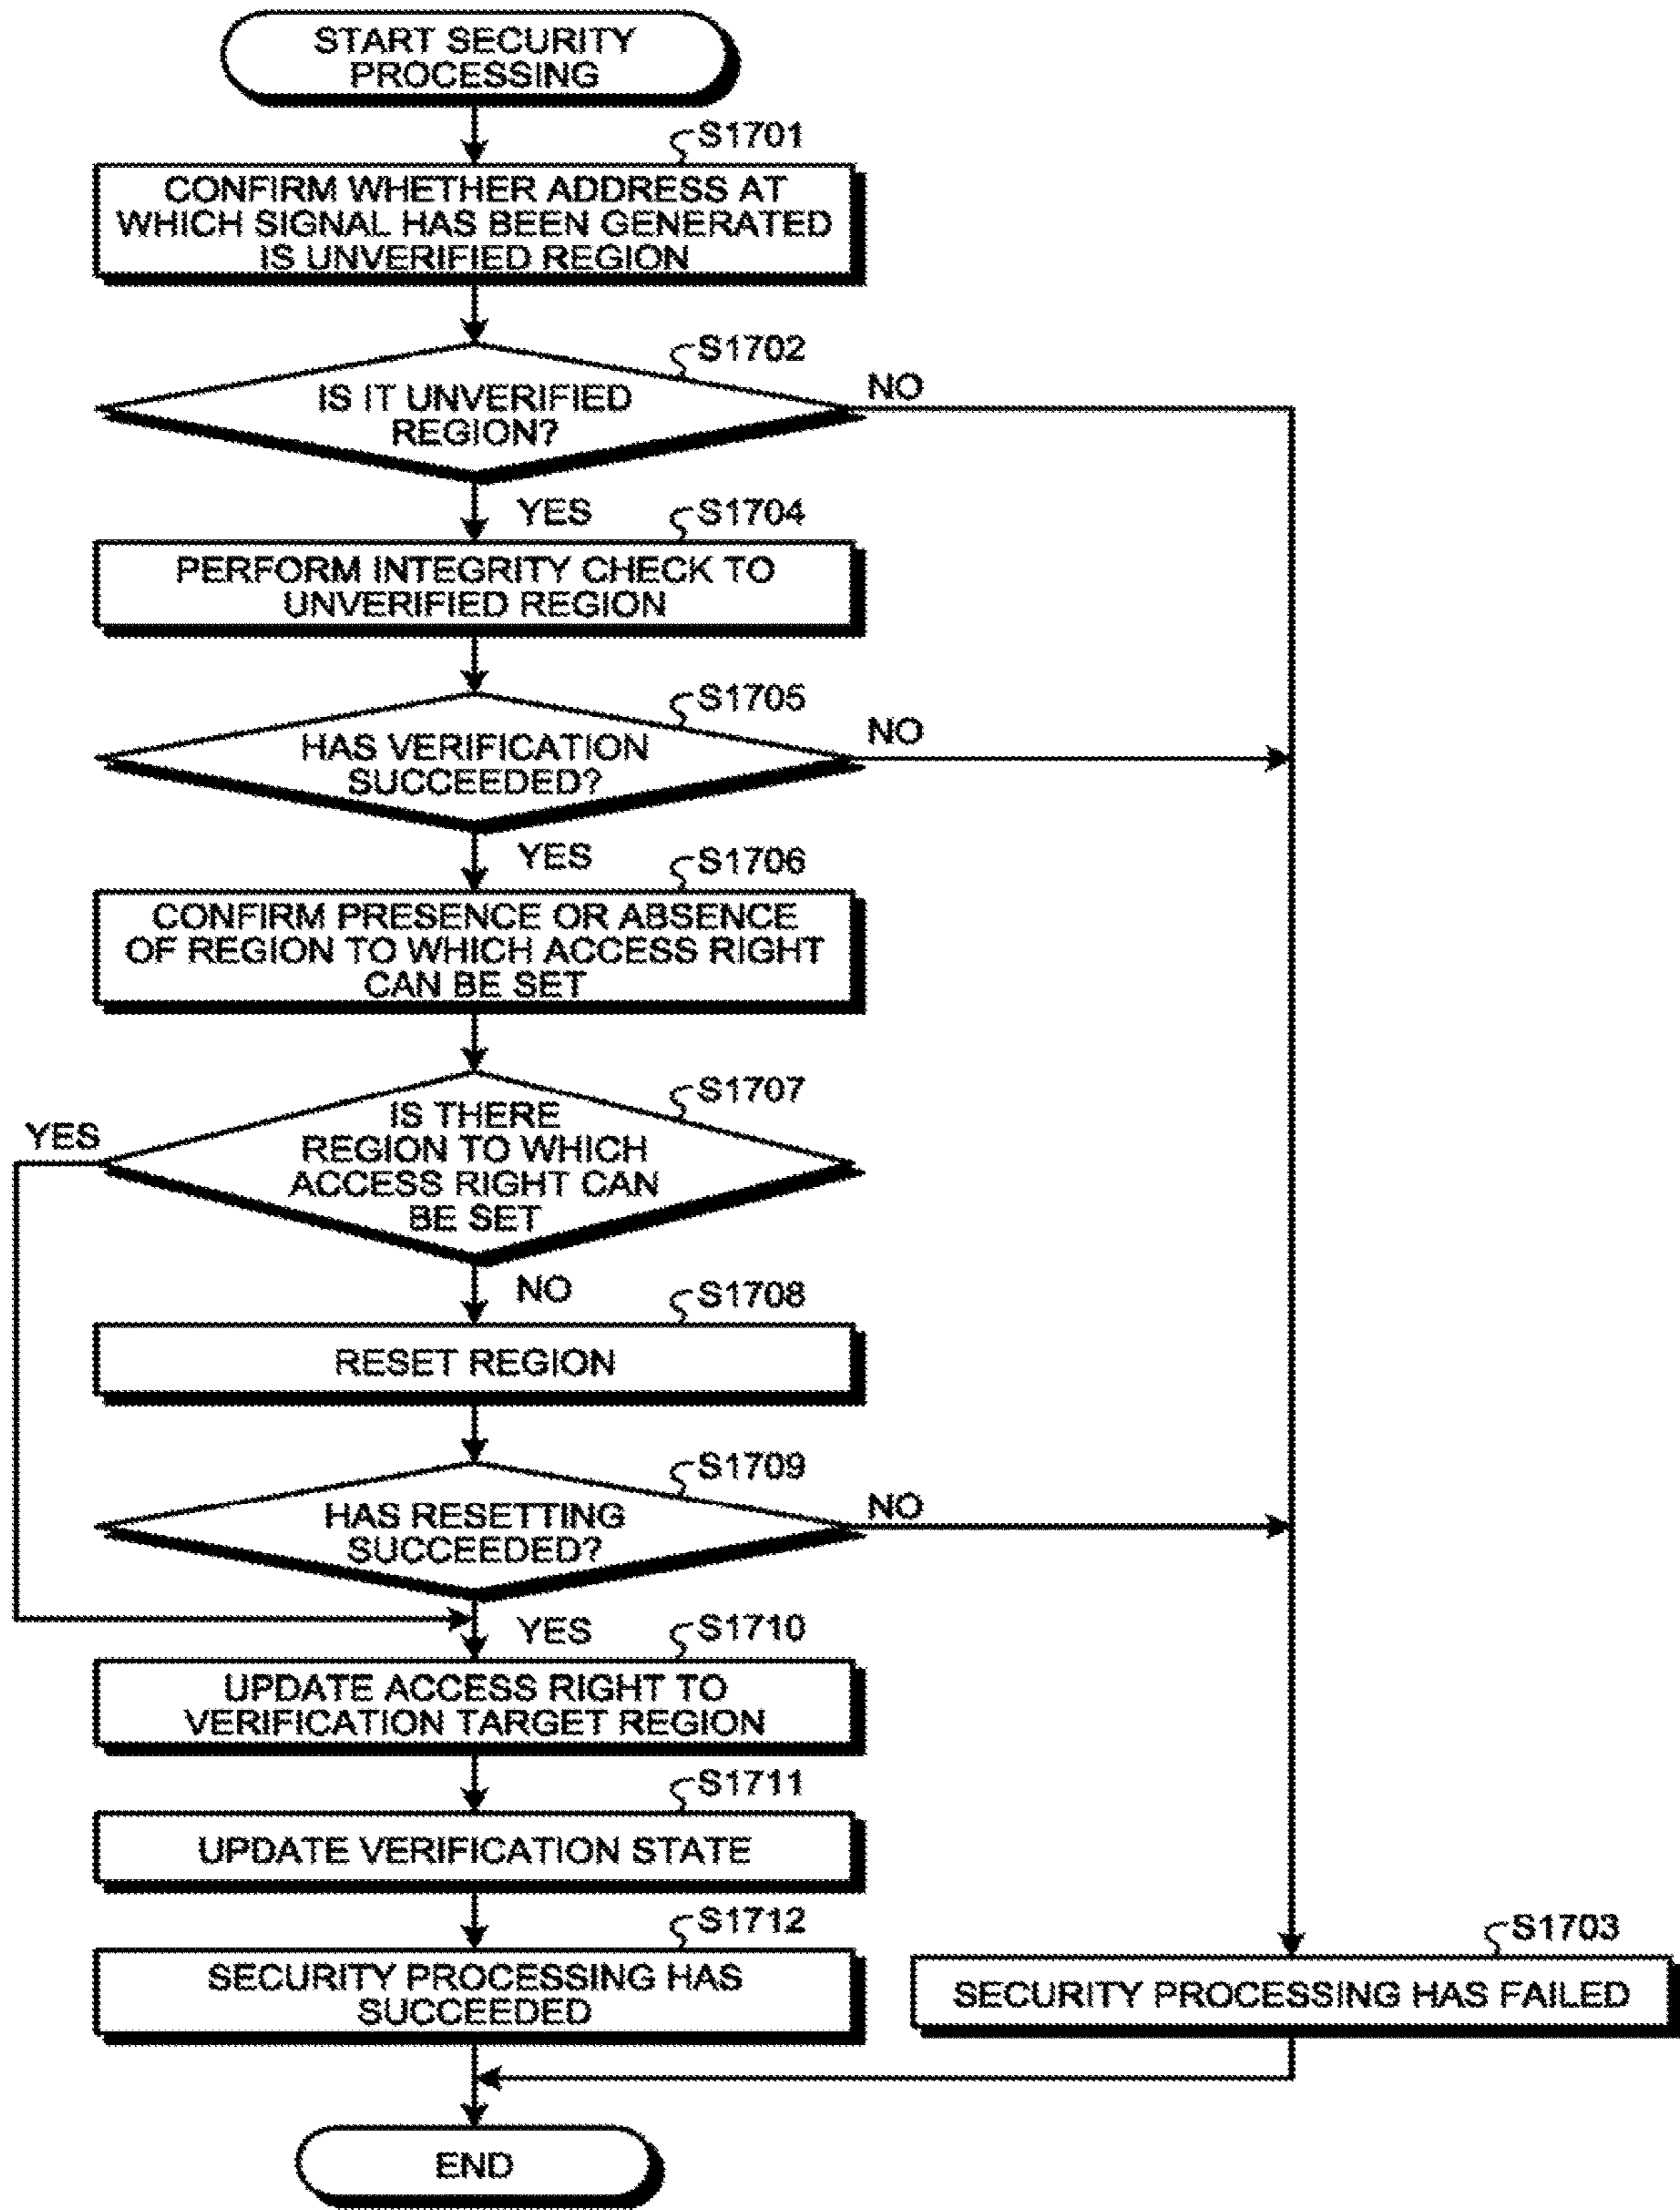 START SECURITY
PROCESSING
S1701
CONFIRM WHETHER ADDRESS AT
WHICH SIGNAL HAS BEEN GENERATED
IS UNVERIFIED REGION
S1702
IS IT UNVERIFIED
REGION?
NO
YES
S1704
PERFORM INTEGRITY CHECK TO
UNVERIFIED REGION
S1705
HAS VERIFICATION
SUCCEEDED?
NO
YES
S1706
CONFIRM PRESENCE OR ABSENCE
OF REGION TO WHICH ACCESS RIGHT
CAN BE SET
S1707
IS THERE
REGION TO WHICH
ACCESS RIGHT CAN
BE SET
YES
NO
S1708
RESET REGION
S1709
HAS RESETTING
SUCCEEDED?
NO
YES
S1710
UPDATE ACCESS RIGHT TO
VERIFICATION TARGET REGION
S1711
UPDATE VERIFICATION STATE
S1712
SECURITY PROCESSING HAS
SUCCEEDED
S1703
SECURITY PROCESSING HAS FAILED
END